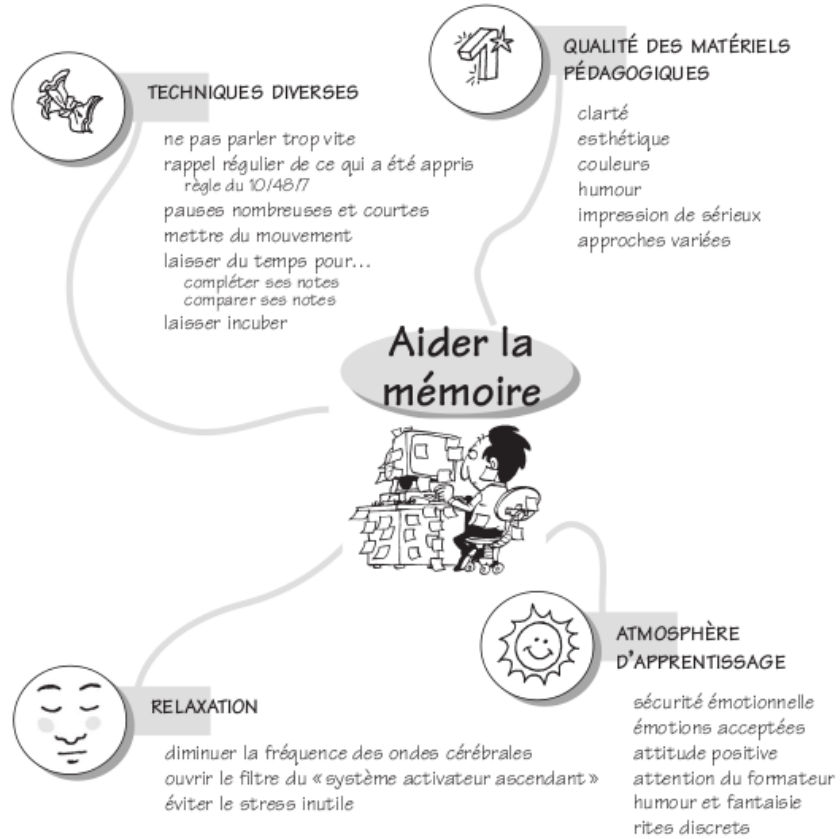 TECHNIQUES DIVERSES
ne pas parler trop vite
rappel régulier de ce qui a été appris
règle du 10/48/7
pauses nombreuses et courtes
mettre du mouvement
laisser du temps pour...
compléter ses notes
comparer ses notes
laisser incuber
QUALITÉ DES MATÉRIELS
PÉDAGOGIQUES
clarté
esthétique
couleurs
humour
impression de sérieux
approches variées
Aider la
mémoire
RELAXATION
diminuer la fréquence des ondes cérébrales
ouvrir le filtre du «système activateur ascendant»
éviter le stress inutile
ATMOSPHÈRE
D'APPRENTISSAGE
sécurité émotionnelle
émotions acceptées
attitude positive
attention du formateur
humour et fantaisie
rites discrets